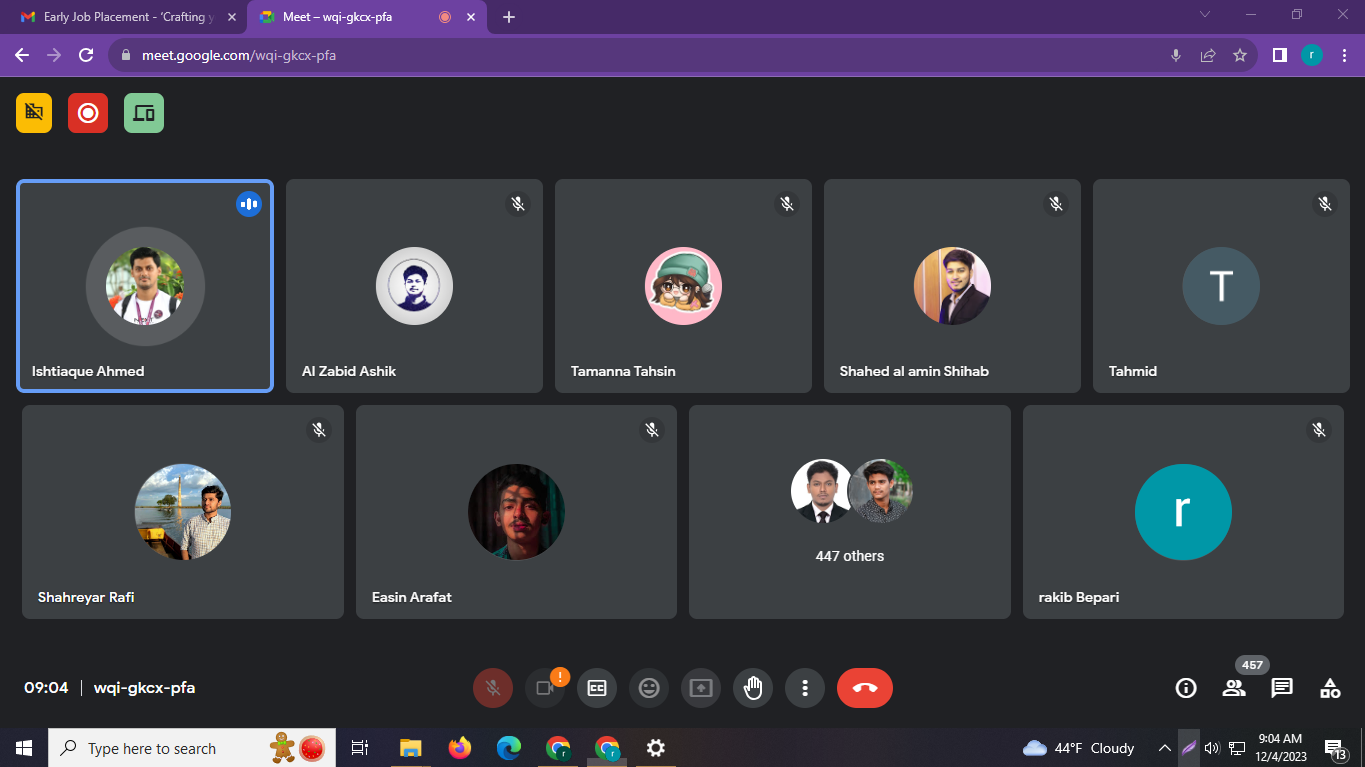 Early Job Placement - 'Crafting y
Meet – wqi-gkcx-pfa
meet.google.com/wqi-gkcx-pfa
r
Ishtiaque Ahmed
Al Zabid Ashik
Tamanna Tahsin
Shahed al amin Shihab
T
Tahmid
Shahreyar Rafi
Easin Arafat
447 others
r
rakib Bepari
09:04 | wqi-gkcx-pfa
!
CC
457
Type here to search
r
r
44°F Cloudy
9:04 AM
12/4/2023
13